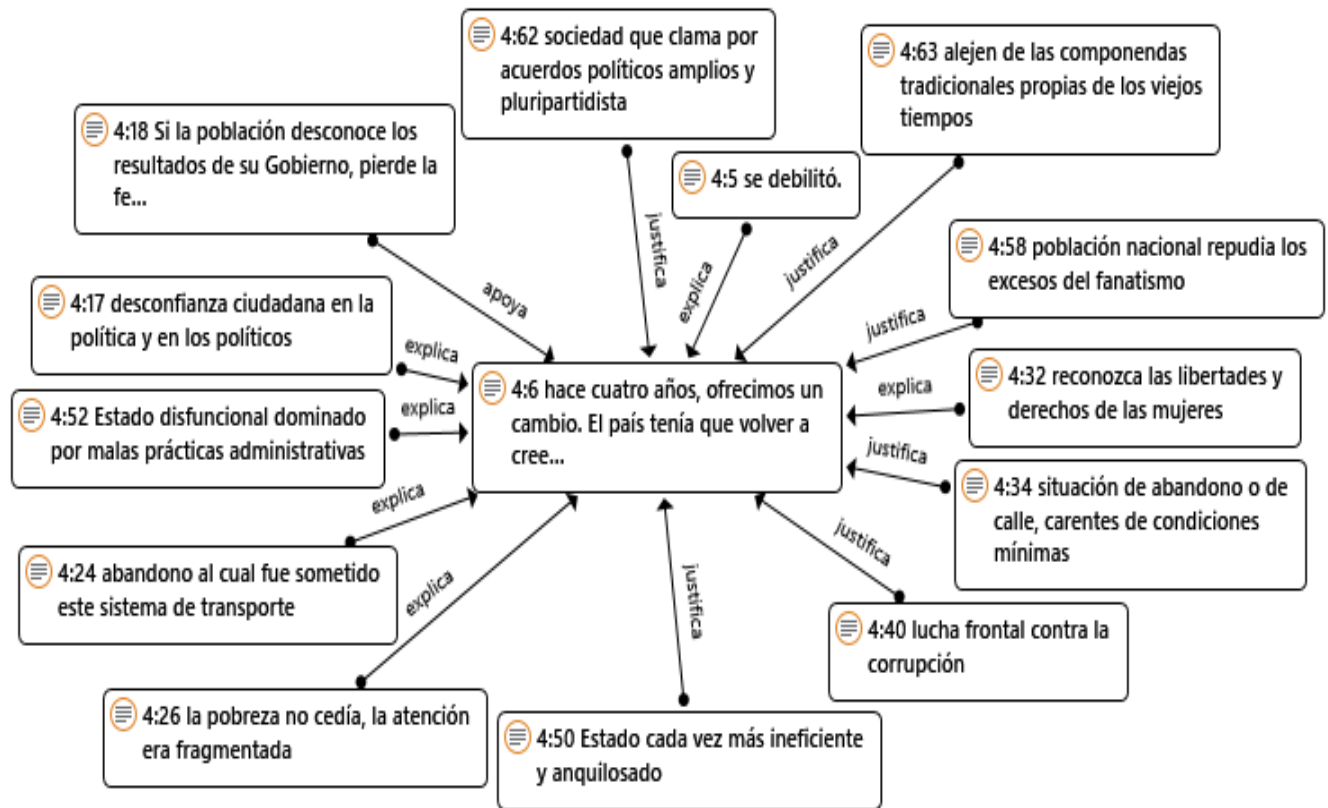 4:62 sociedad que clama por
acuerdos políticos amplios y
pluripartidista
4:63 alejen de las componendas
tradicionales propias de los viejos
tiempos
4:18 Si la población desconoce los
resultados de su Gobierno, pierde la
fe...
4:5 se debilitó.
justifica
explica
justifica
apoya
4:58 población nacional repudia los
excesos del fanatismo
4:17 desconfianza ciudadana en la
política y en los políticos
explica
justifica
4:6 hace cuatro años, ofrecimos un
cambio. El país tenía que volver a
cree...
4:32 reconozca las libertades y
derechos de las mujeres
explica
4:52 Estado disfuncional dominado
por malas prácticas administrativas
explica
justifica
4:34 situación de abandono o de
calle, carentes de condiciones
mínimas
explica
4:24 abandono al cual fue sometido
este sistema de transporte
explica
justifica
justifica
4:40 lucha frontal contra la
corrupción
4:26 la pobreza no cedía, la atención
era fragmentada
4:50 Estado cada vez más ineficiente
y anquilosado